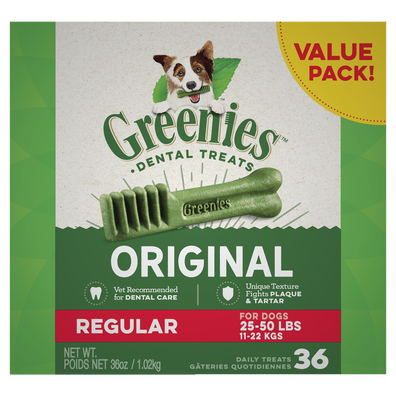 VALUE
PACK!
Greenies™
• DENTAL TREATS •
Greenies
ORIGINAL
Vet Recommended
for DENTAL CARE
Unique Texture
Fights PLAQUE
& TARTAR
REGULAR
FOR DOGS
25-50 LBS
11-22 KGS
NET WT.
POIDS NET 36oz / 1.02kg
DAILY TREATS
GÂTERIES QUOTIDIENNES
36